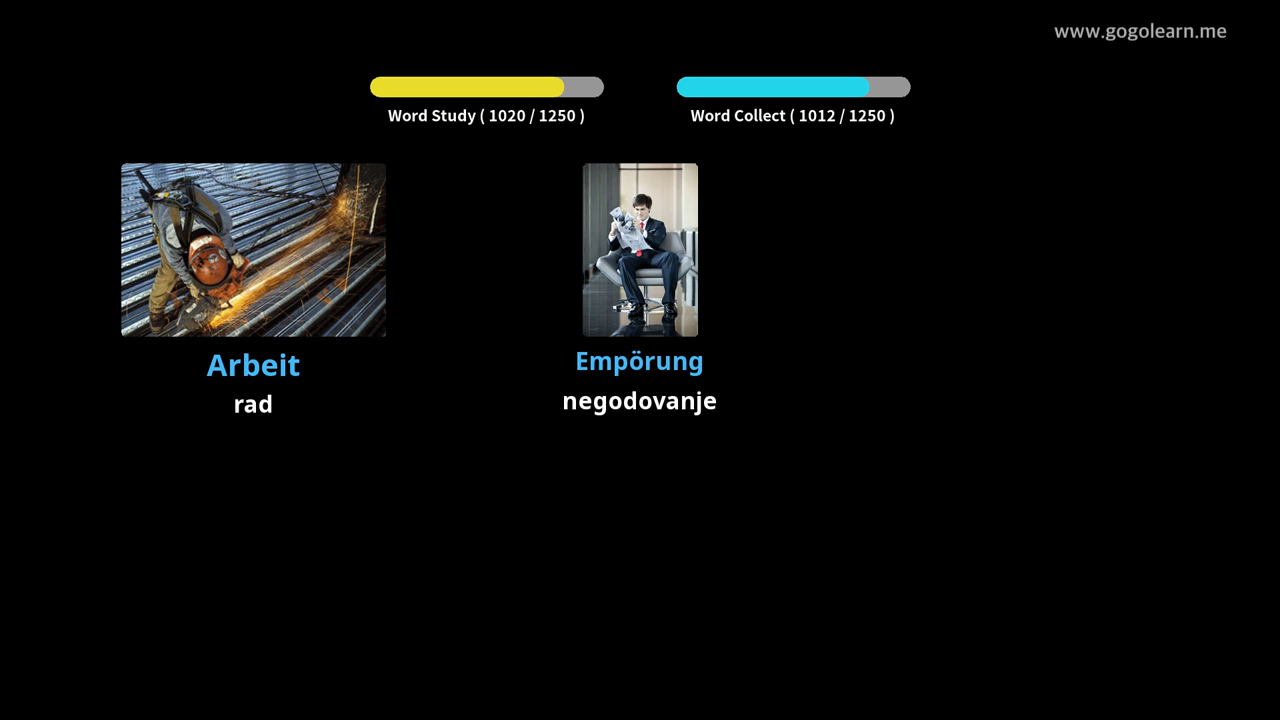 www.gogolearn.me
Word Study ( 1020 / 1250 )
Word Collect ( 1012 / 1250 )
Arbeit
rad
Empörung
negodovanje